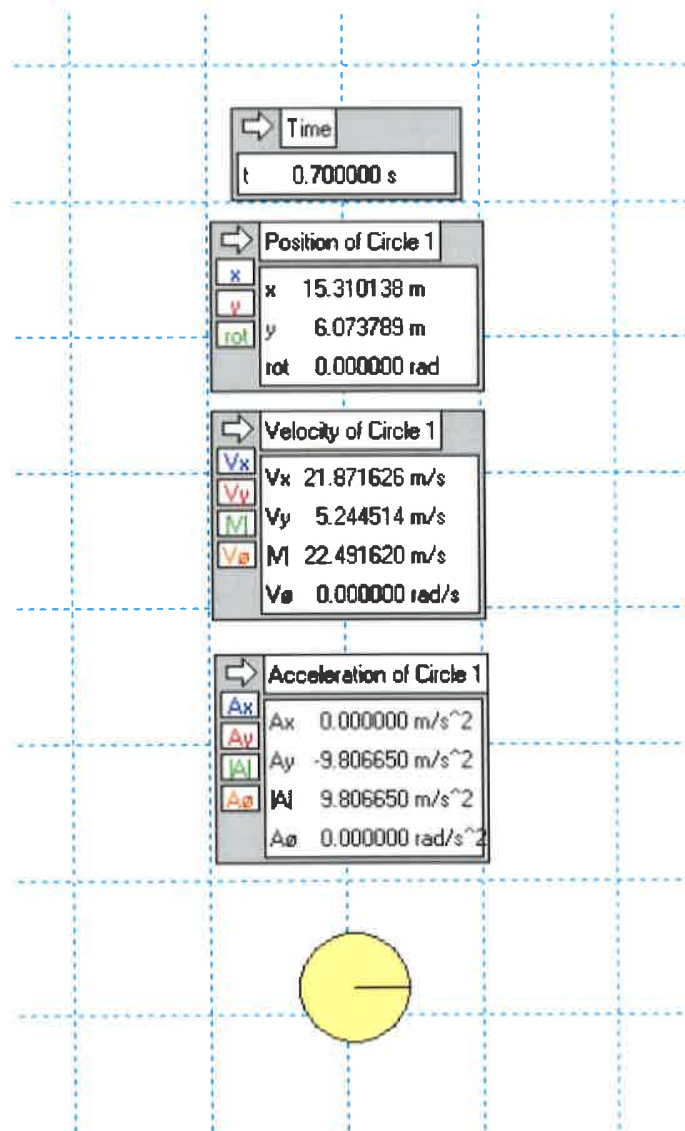 Time
t 0.700000 s
Position of Circle 1
x
y
rot
x 15.310138 m
y 6.073789 m
rot 0.000000 rad
Velocity of Circle 1
Vx
Vy
|V|
Vø
Vx 21.871626 m/s
Vy 5.244514 m/s
|V| 22.491620 m/s
Vø 0.000000 rad/s
Acceleration of Circle 1
Ax
Ay
|A|
Aø
Ax 0.000000 m/s^2
Ay -9.806650 m/s^2
|A| 9.806650 m/s^2
Aø 0.000000 rad/s^2